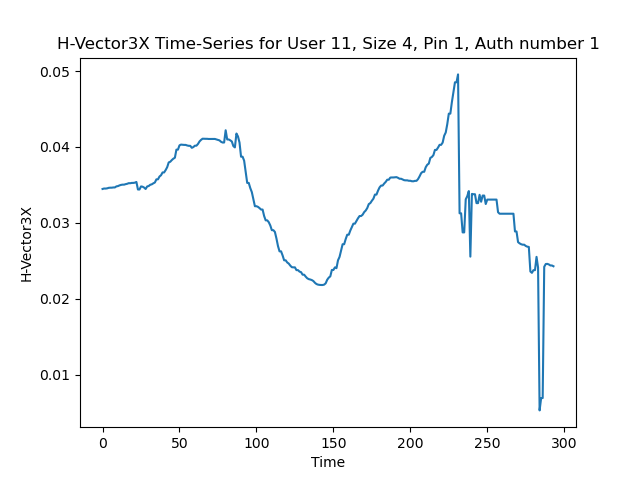 H-Vector3X Time-Series for User 11, Size 4, Pin 1, Auth number 1
0.05
0.04
0.03
0.02
0.01
H-Vector3X
0 50 100 150 200 250 300
Time